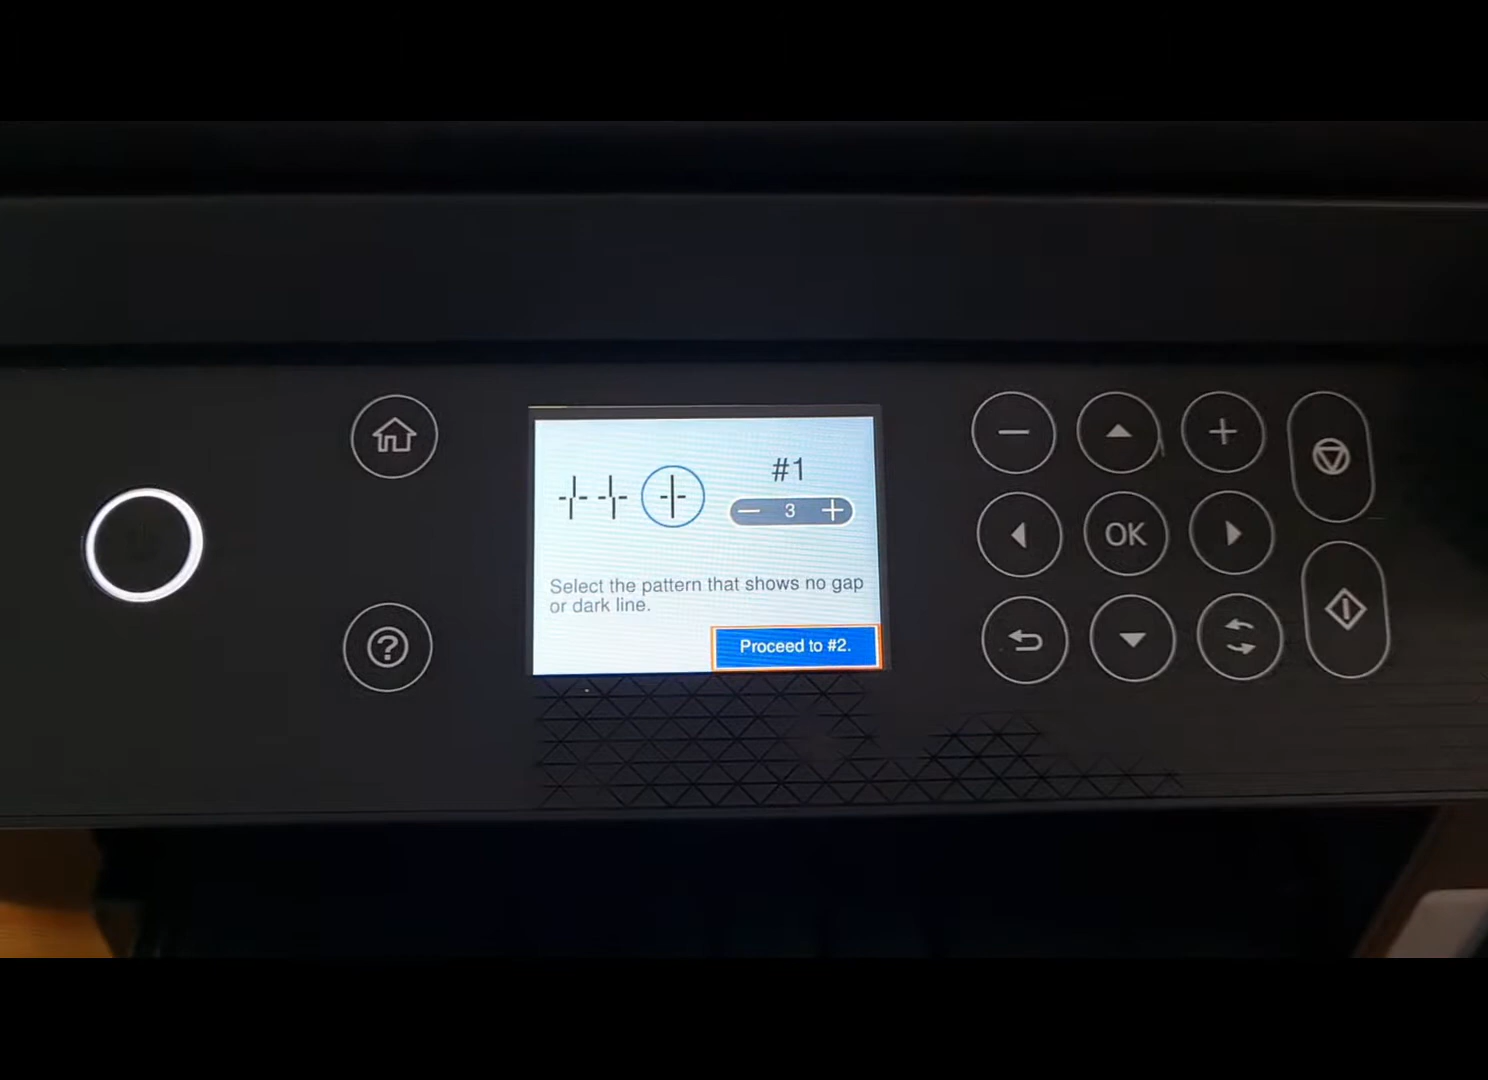 #1
3
Select the pattern that shows no gap
or dark line.
Proceed to #2.
OK